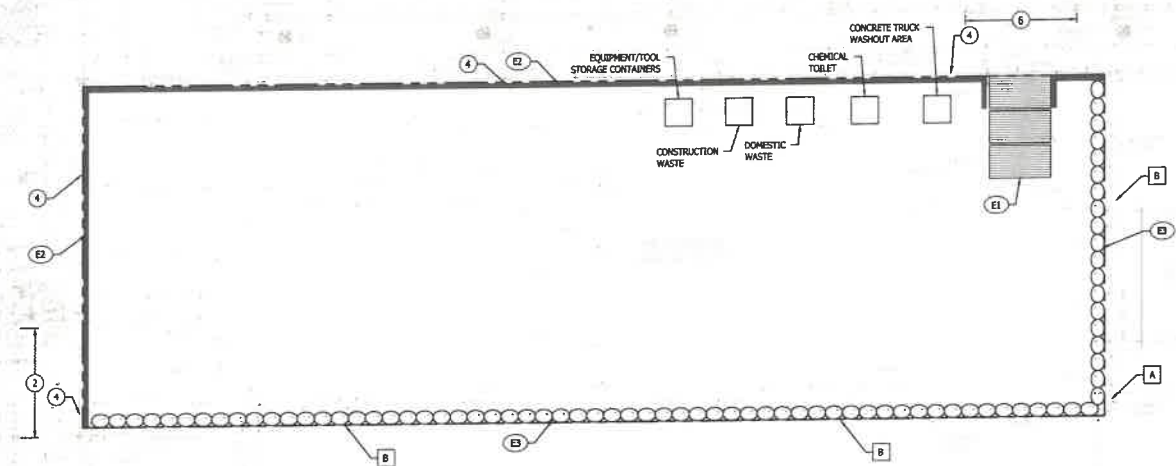 CONCRETE TRUCK
WASHOUT AREA
6
4
EQUIPMENT/TOOL
STORAGE CONTAINERS
CHEMICAL
TOILET
4
E2
CONSTRUCTION
WASTE
DOMESTIC
WASTE
4
B
E1
E2
E3
2
4
A
B
E3
B